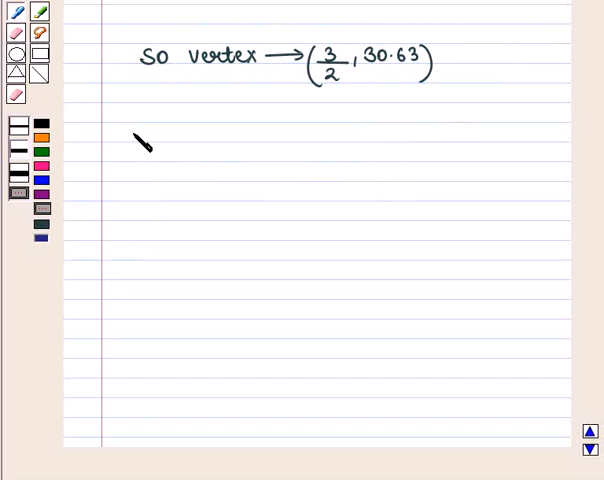 So vertex → (3/2, 30.63)